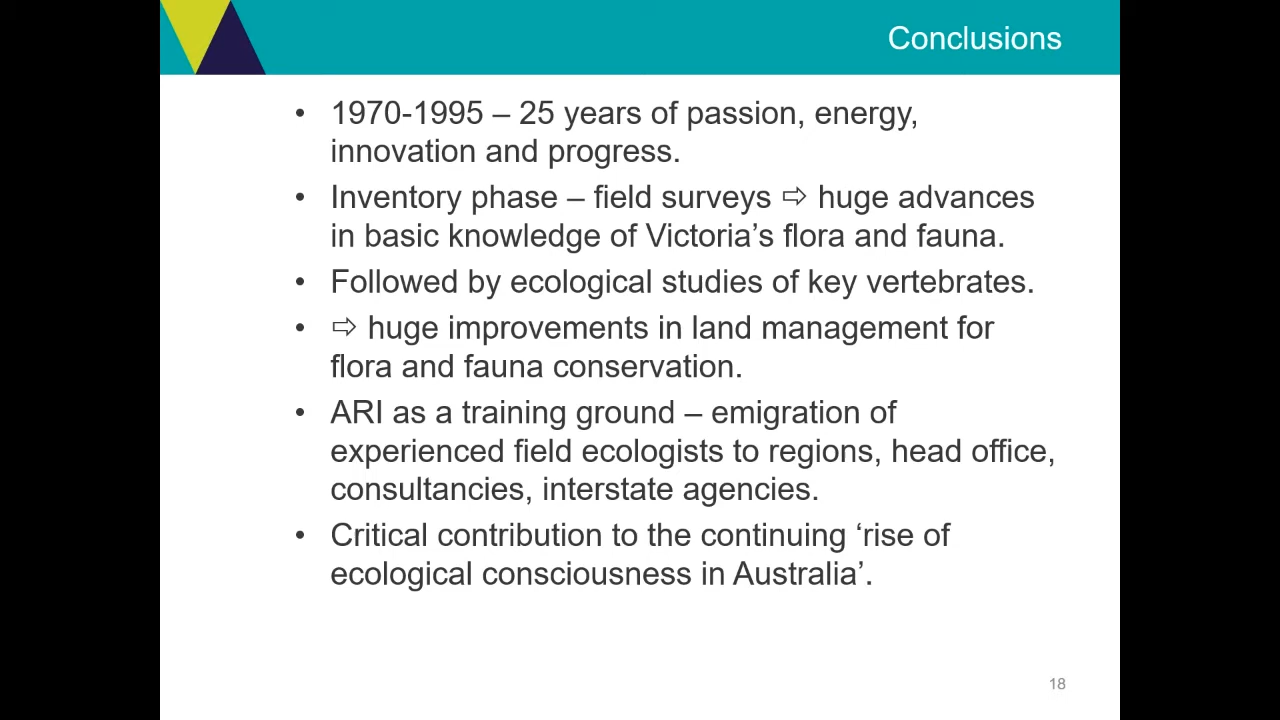 Conclusions
• 1970-1995 – 25 years of passion, energy,
innovation and progress.
• Inventory phase – field surveys ⇨ huge advances
in basic knowledge of Victoria’s flora and fauna.
• Followed by ecological studies of key vertebrates.
• ⇨ huge improvements in land management for
flora and fauna conservation.
• ARI as a training ground – emigration of
experienced field ecologists to regions, head office,
consultancies, interstate agencies.
• Critical contribution to the continuing ‘rise of
ecological consciousness in Australia’.
18